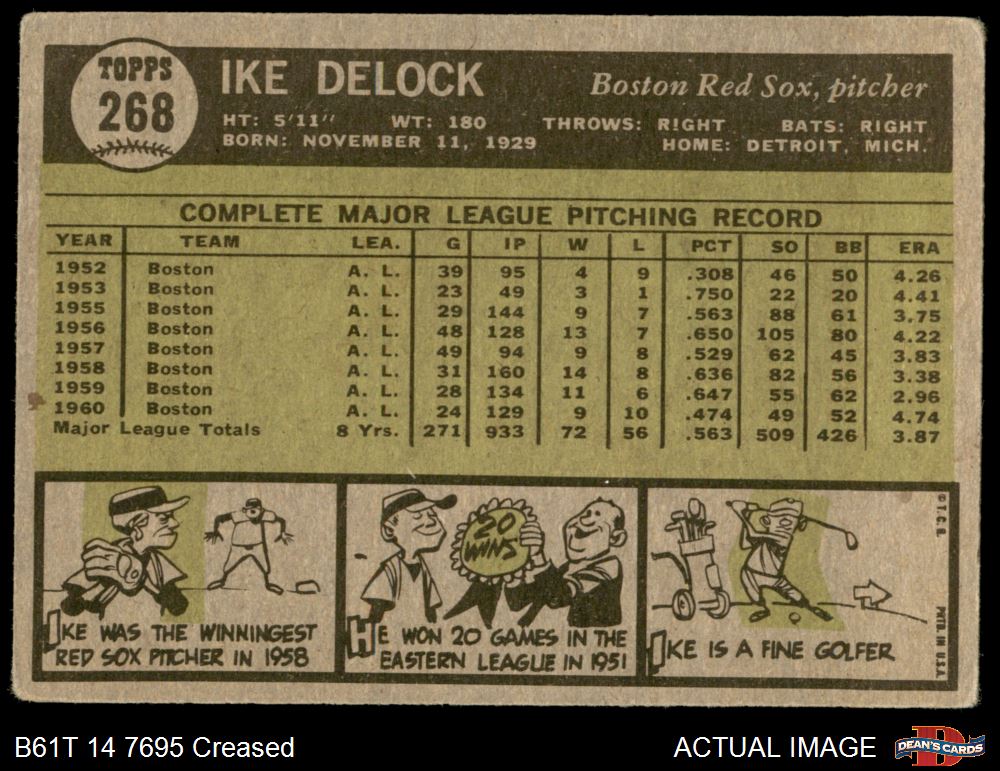 TOPPS
268
IKE DELOCK
Boston Red Sox, pitcher
HT: 5'11" WT: 180 THROWS: RIGHT BATS: RIGHT
BORN: NOVEMBER 11, 1929 HOME: DETROIT, MICH.
COMPLETE MAJOR LEAGUE PITCHING RECORD
YEAR TEAM LEA. G IP W L PCT SO BB ERA
1952 Boston A. L. 39 95 4 9 .308 46 50 4.26
1953 Boston A. L. 23 49 3 1 .750 22 20 4.41
1955 Boston A. L. 29 144 9 7 .563 88 61 3.75
1956 Boston A. L. 48 128 13 7 .650 105 80 4.22
1957 Boston A. L. 49 94 9 8 .529 62 45 3.83
1958 Boston A. L. 31 160 14 8 .636 82 56 3.38
1959 Boston A. L. 28 134 11 6 .647 55 62 2.96
1960 Boston A. L. 24 129 9 10 .474 49 52 4.74
Major League Totals 8 Yrs. 271 933 72 56 .563 509 426 3.87
IKE WAS THE WINNINGEST
RED SOX PITCHER IN 1958
20
WINS
HE WON 20 GAMES IN THE
EASTERN LEAGUE IN 1951
IKE IS A FINE GOLFER
© T.C.G.
PRTD. IN U.S.A.
B61T 14 7695 Creased
ACTUAL IMAGE
DEAN'S CARDS